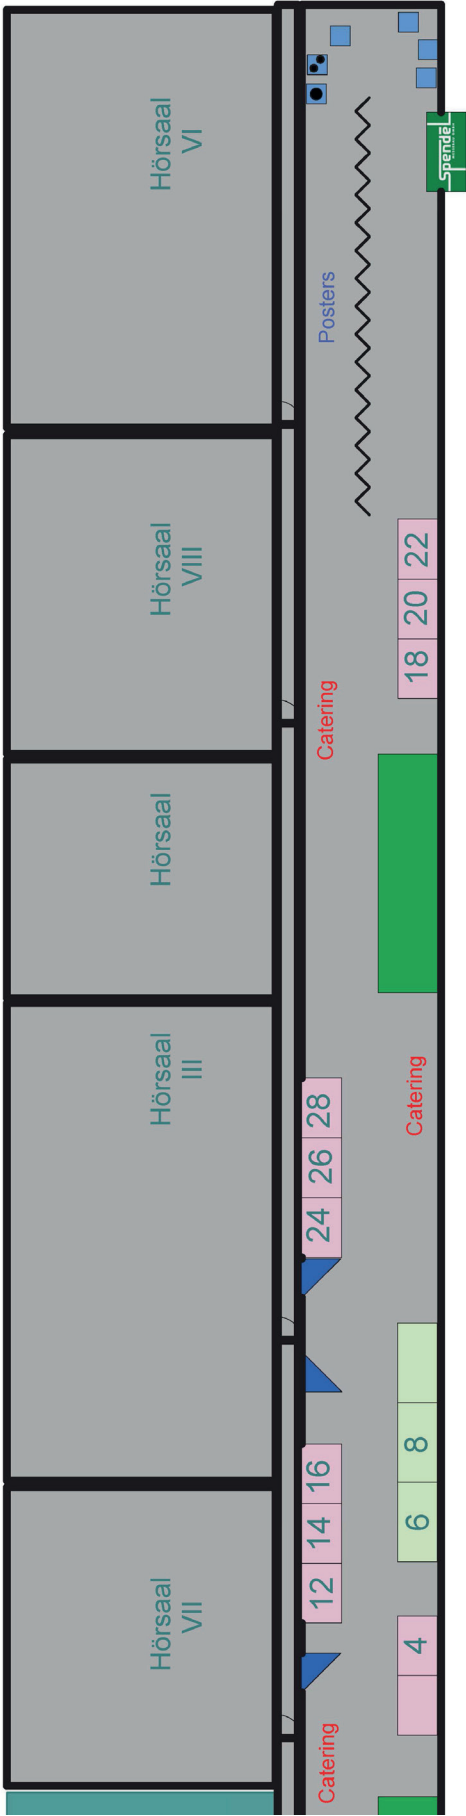 Hörsaal
VI
Spende!
Posters
Hörsaal
VIII
22
20
18
Catering
Hörsaal
Hörsaal
III
28
26
24
Catering
8
6
16
14
12
4
Hörsaal
VII
Catering